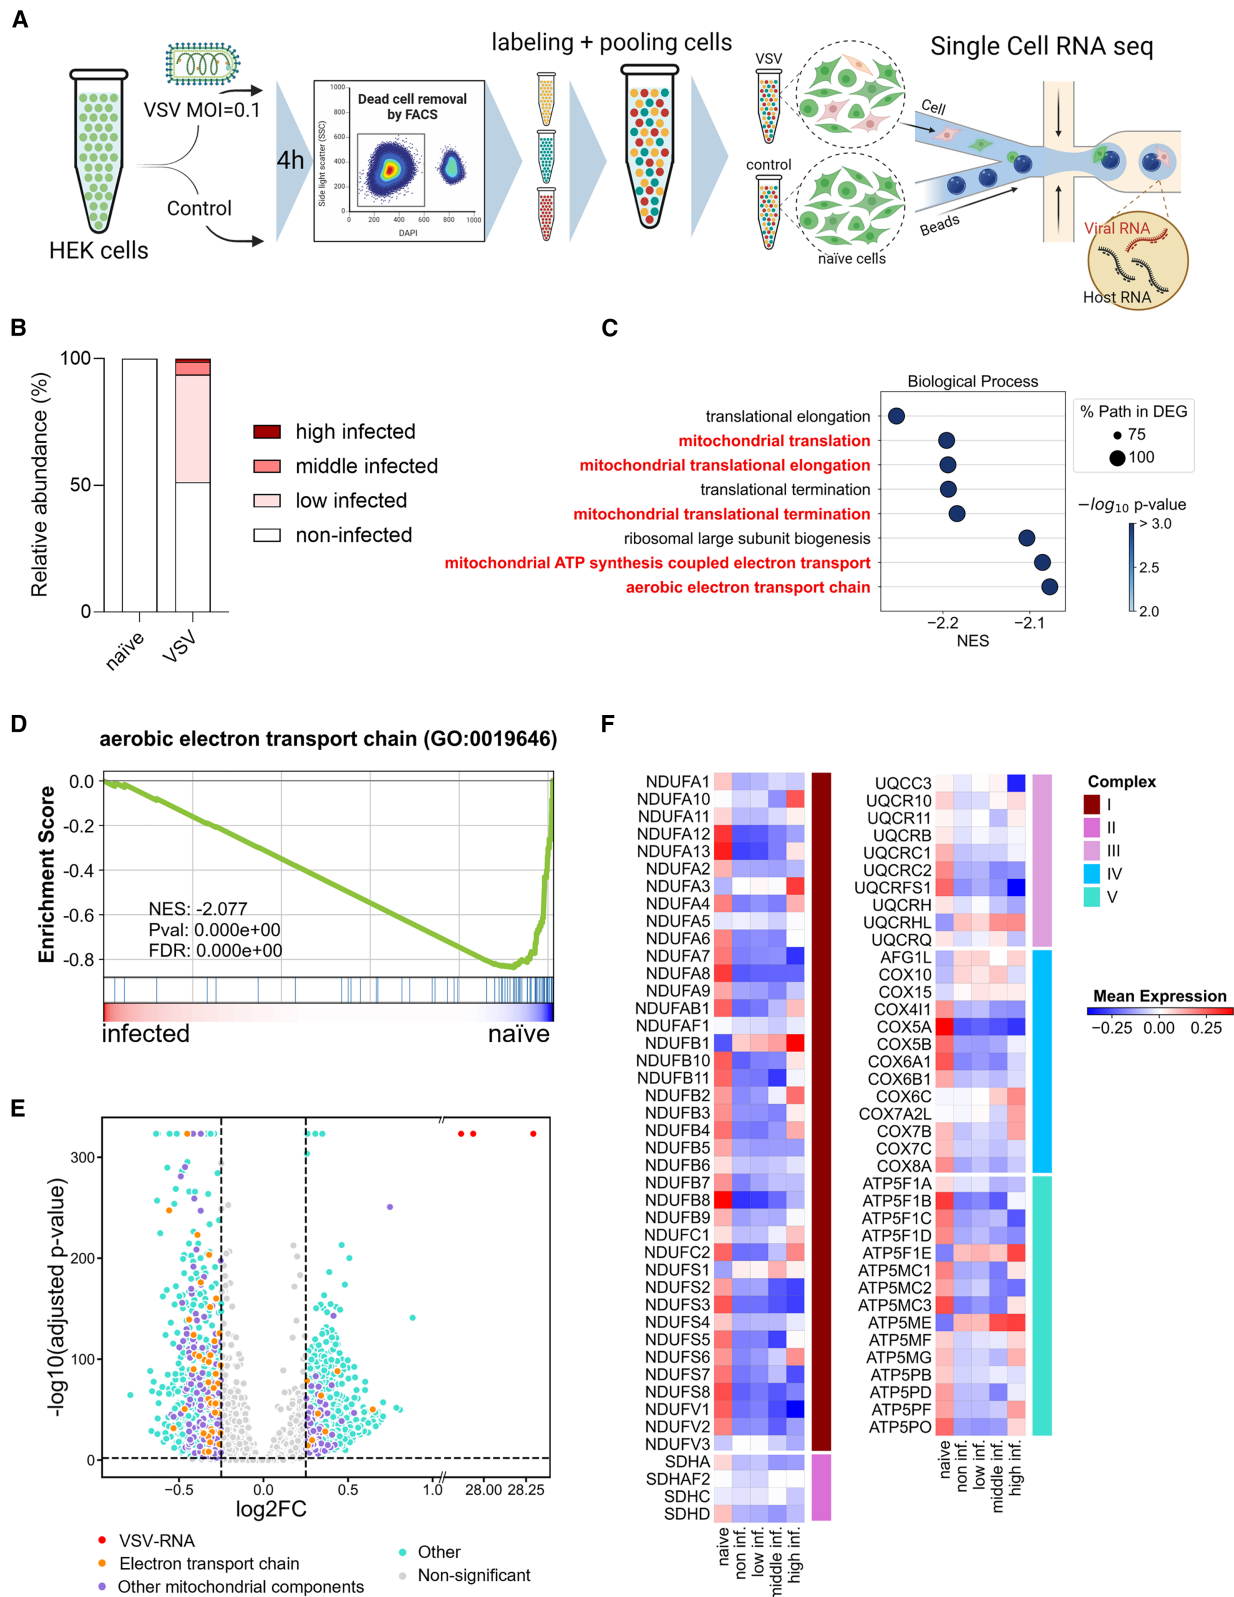 A
labeling + pooling cells
Single Cell RNA seq
VSV MOI=0.1
4h
Control
HEK cells
Dead cell removal
by FACS
Side light scatter (SSC)
1000
800
600
400
200
0
0
200
400
600
800
1000
DAPI
VSV
control
naïve cells
Cell
Beads
Viral RNA
Host RNA
B
Relative abundance (%)
100
50
0
naïve
VSV
high infected
middle infected
low infected
non-infected
C
Biological Process
translational elongation
mitochondrial translation
mitochondrial translational elongation
translational termination
mitochondrial translational termination
ribosomal large subunit biogenesis
mitochondrial ATP synthesis coupled electron transport
aerobic electron transport chain
−2.2
−2.1
NES
% Path in DEG
75
100
−log10 p-value
> 3.0
2.5
2.0
D
aerobic electron transport chain (GO:0019646)
Enrichment Score
0.0
-0.2
-0.4
-0.6
-0.8
NES: -2.077
Pval: 0.000e+00
FDR: 0.000e+00
infected
naïve
E
-log10(adjusted p-value)
300
200
100
0
−0.5
0.0
0.5
1.0
28.00
28.25
log2FC
VSV-RNA
Electron transport chain
Other mitochondrial components
Other
Non-significant
F
NDUFA1
NDUFA10
NDUFA11
NDUFA12
NDUFA13
NDUFA2
NDUFA3
NDUFA4
NDUFA5
NDUFA6
NDUFA7
NDUFA8
NDUFA9
NDUFAB1
NDUFAF1
NDUFB1
NDUFB10
NDUFB11
NDUFB2
NDUFB3
NDUFB4
NDUFB5
NDUFB6
NDUFB7
NDUFB8
NDUFB9
NDUFC1
NDUFC2
NDUFS1
NDUFS2
NDUFS3
NDUFS4
NDUFS5
NDUFS6
NDUFS7
NDUFS8
NDUFV1
NDUFV2
NDUFV3
SDHA
SDHAF2
SDHC
SDHD
naive
non inf.
low inf.
middle inf.
high inf.
UQCC3
UQCR10
UQCR11
UQCRB
UQCRC1
UQCRC2
UQCRFS1
UQCRH
UQCRHL
UQCRQ
AFG1L
COX10
COX15
COX4I1
COX5A
COX5B
COX6A1
COX6B1
COX6C
COX7A2L
COX7B
COX7C
COX8A
ATP5F1A
ATP5F1B
ATP5F1C
ATP5F1D
ATP5F1E
ATP5MC1
ATP5MC2
ATP5MC3
ATP5ME
ATP5MF
ATP5MG
ATP5PB
ATP5PD
ATP5PF
ATP5PO
naive
non inf.
low inf.
middle inf.
high inf.
Complex
I
II
III
IV
V
Mean Expression
−0.25
0.00
0.25